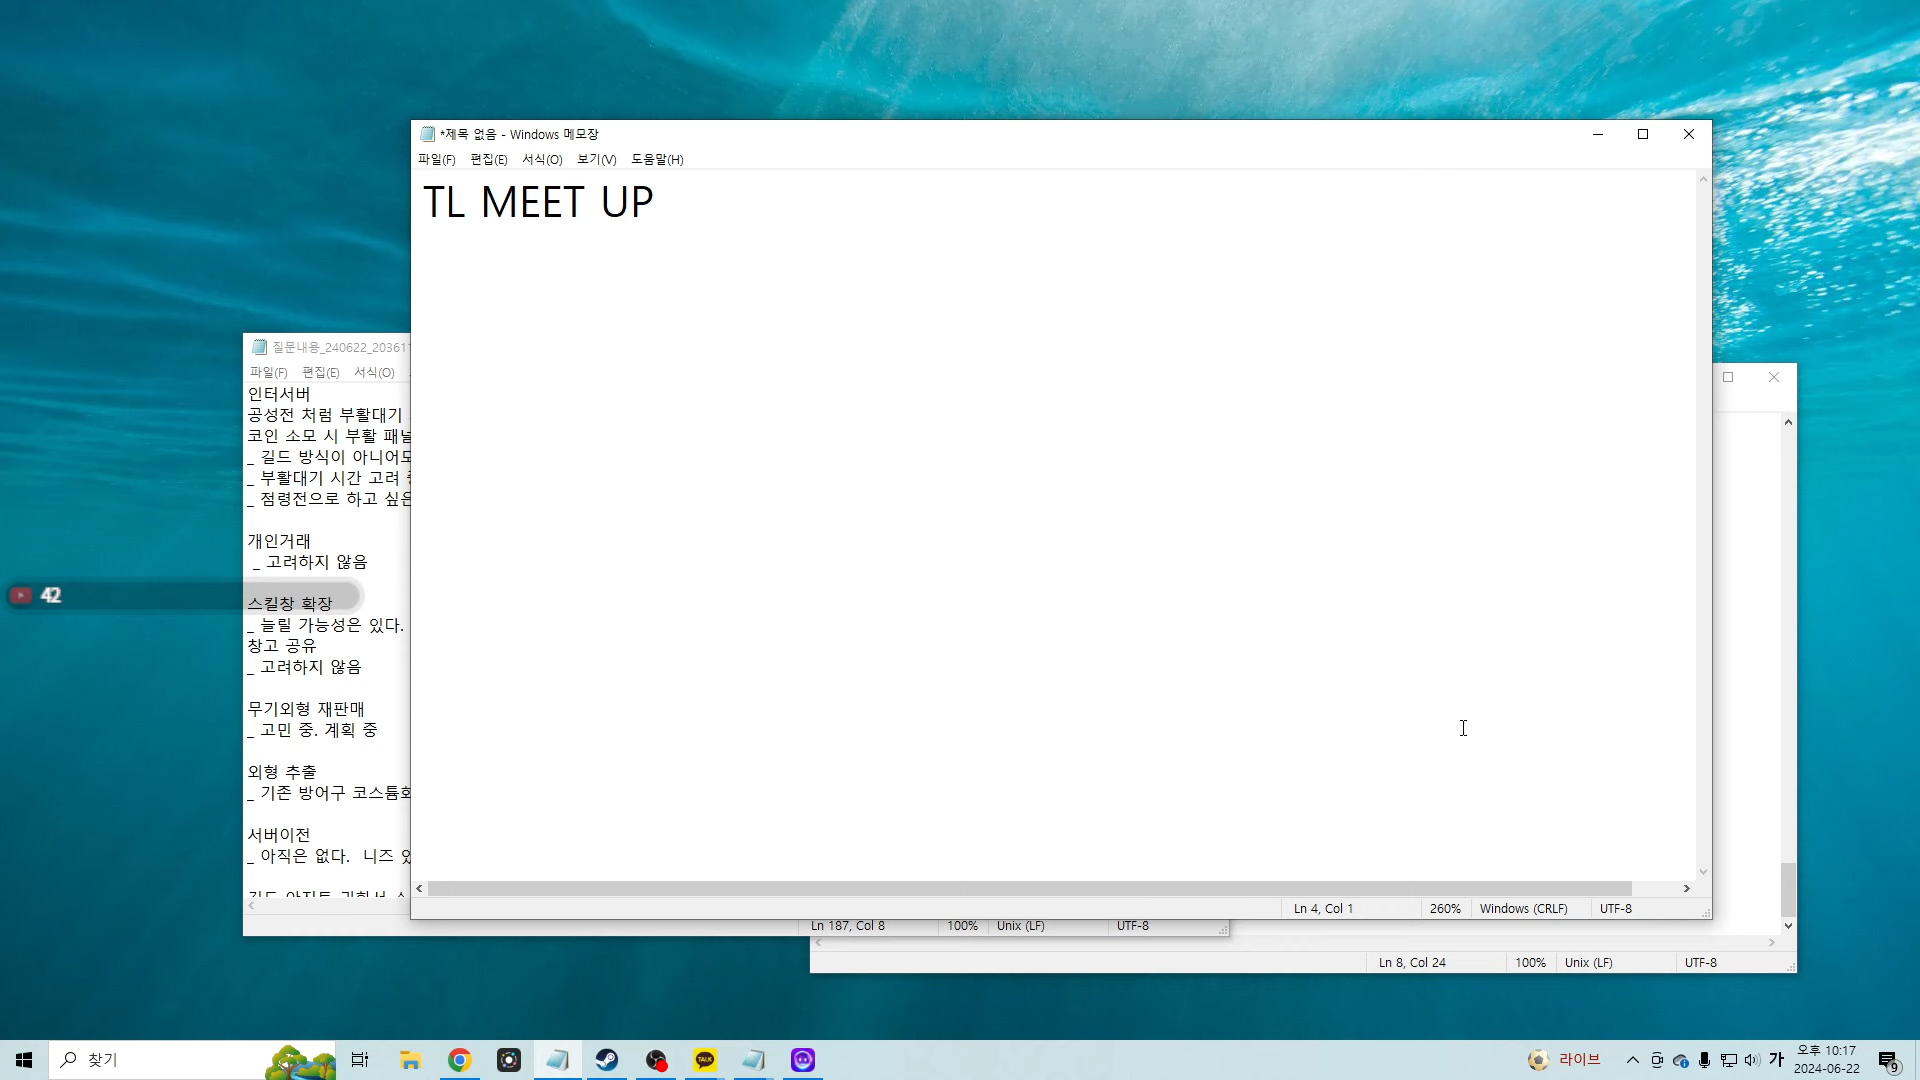 *제목 없음 - Windows 메모장
파일(F) 편집(E) 서식(O) 보기(V) 도움말(H)
TL MEET UP
Ln 4, Col 1 260% Windows (CRLF) UTF-8
질문내용_240622_20361
파일(F) 편집(E) 서식(O)
인터서버
공성전 처럼 부활대기
코인 소모 시 부활
_ 길드 방식이 아니어도
_ 부활대기 시간 고려
_ 점령전으로 하고 싶은
개인거래
_ 고려하지 않음
42
스킬창 확장
_ 늘릴 가능성은 있다.
창고 공유
_ 고려하지 않음
무기외형 재판매
_ 고민 중. 계획 중
외형 추출
_ 기존 방어구 코스튬화
서버이전
_ 아직은 없다. 니즈
Ln 187, Col 8 100% Unix (LF) UTF-8
Ln 8, Col 24 100% Unix (LF) UTF-8
찾기
TALK
라이브
가
오후 10:17
2024-06-22
9